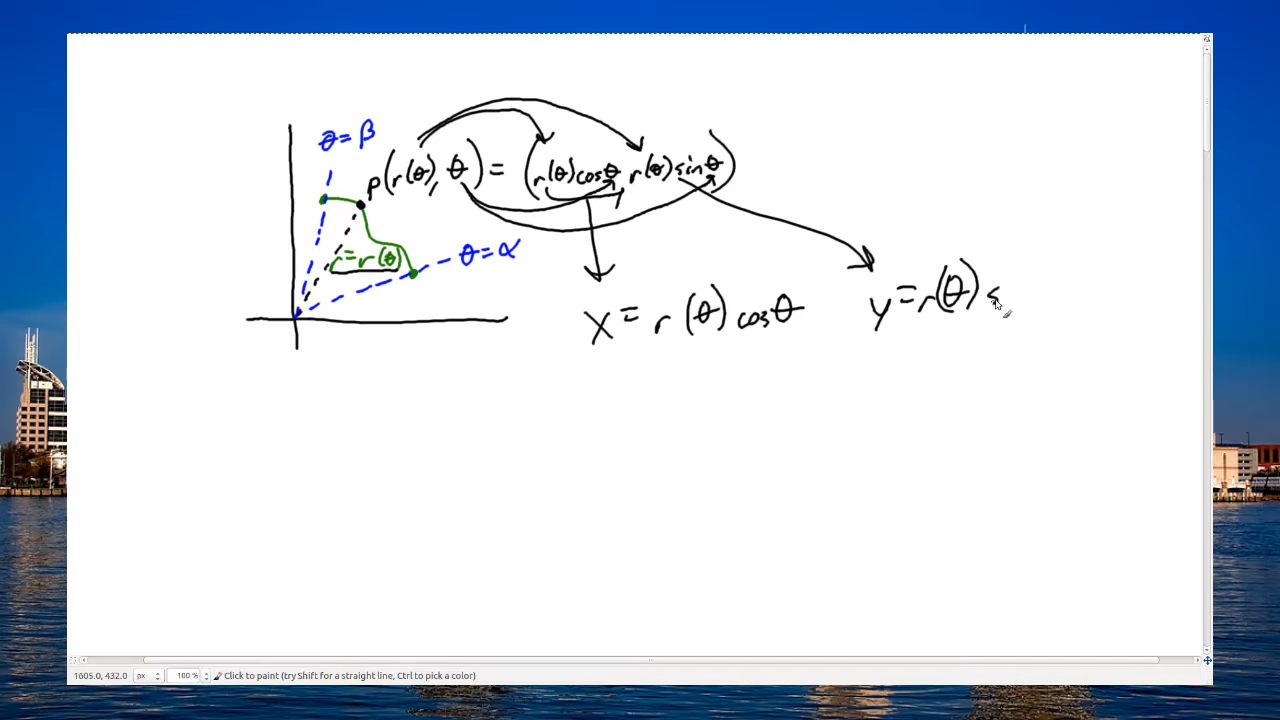 θ = β
P(r(θ), θ) = (r(θ)cosθ, r(θ)sinθ)
θ = α
r = r(θ)
x = r(θ) cosθ
y = r(θ) s
1605.0, 432.0 px 100 % Click to paint (try Shift for a straight line, Ctrl to pick a color)